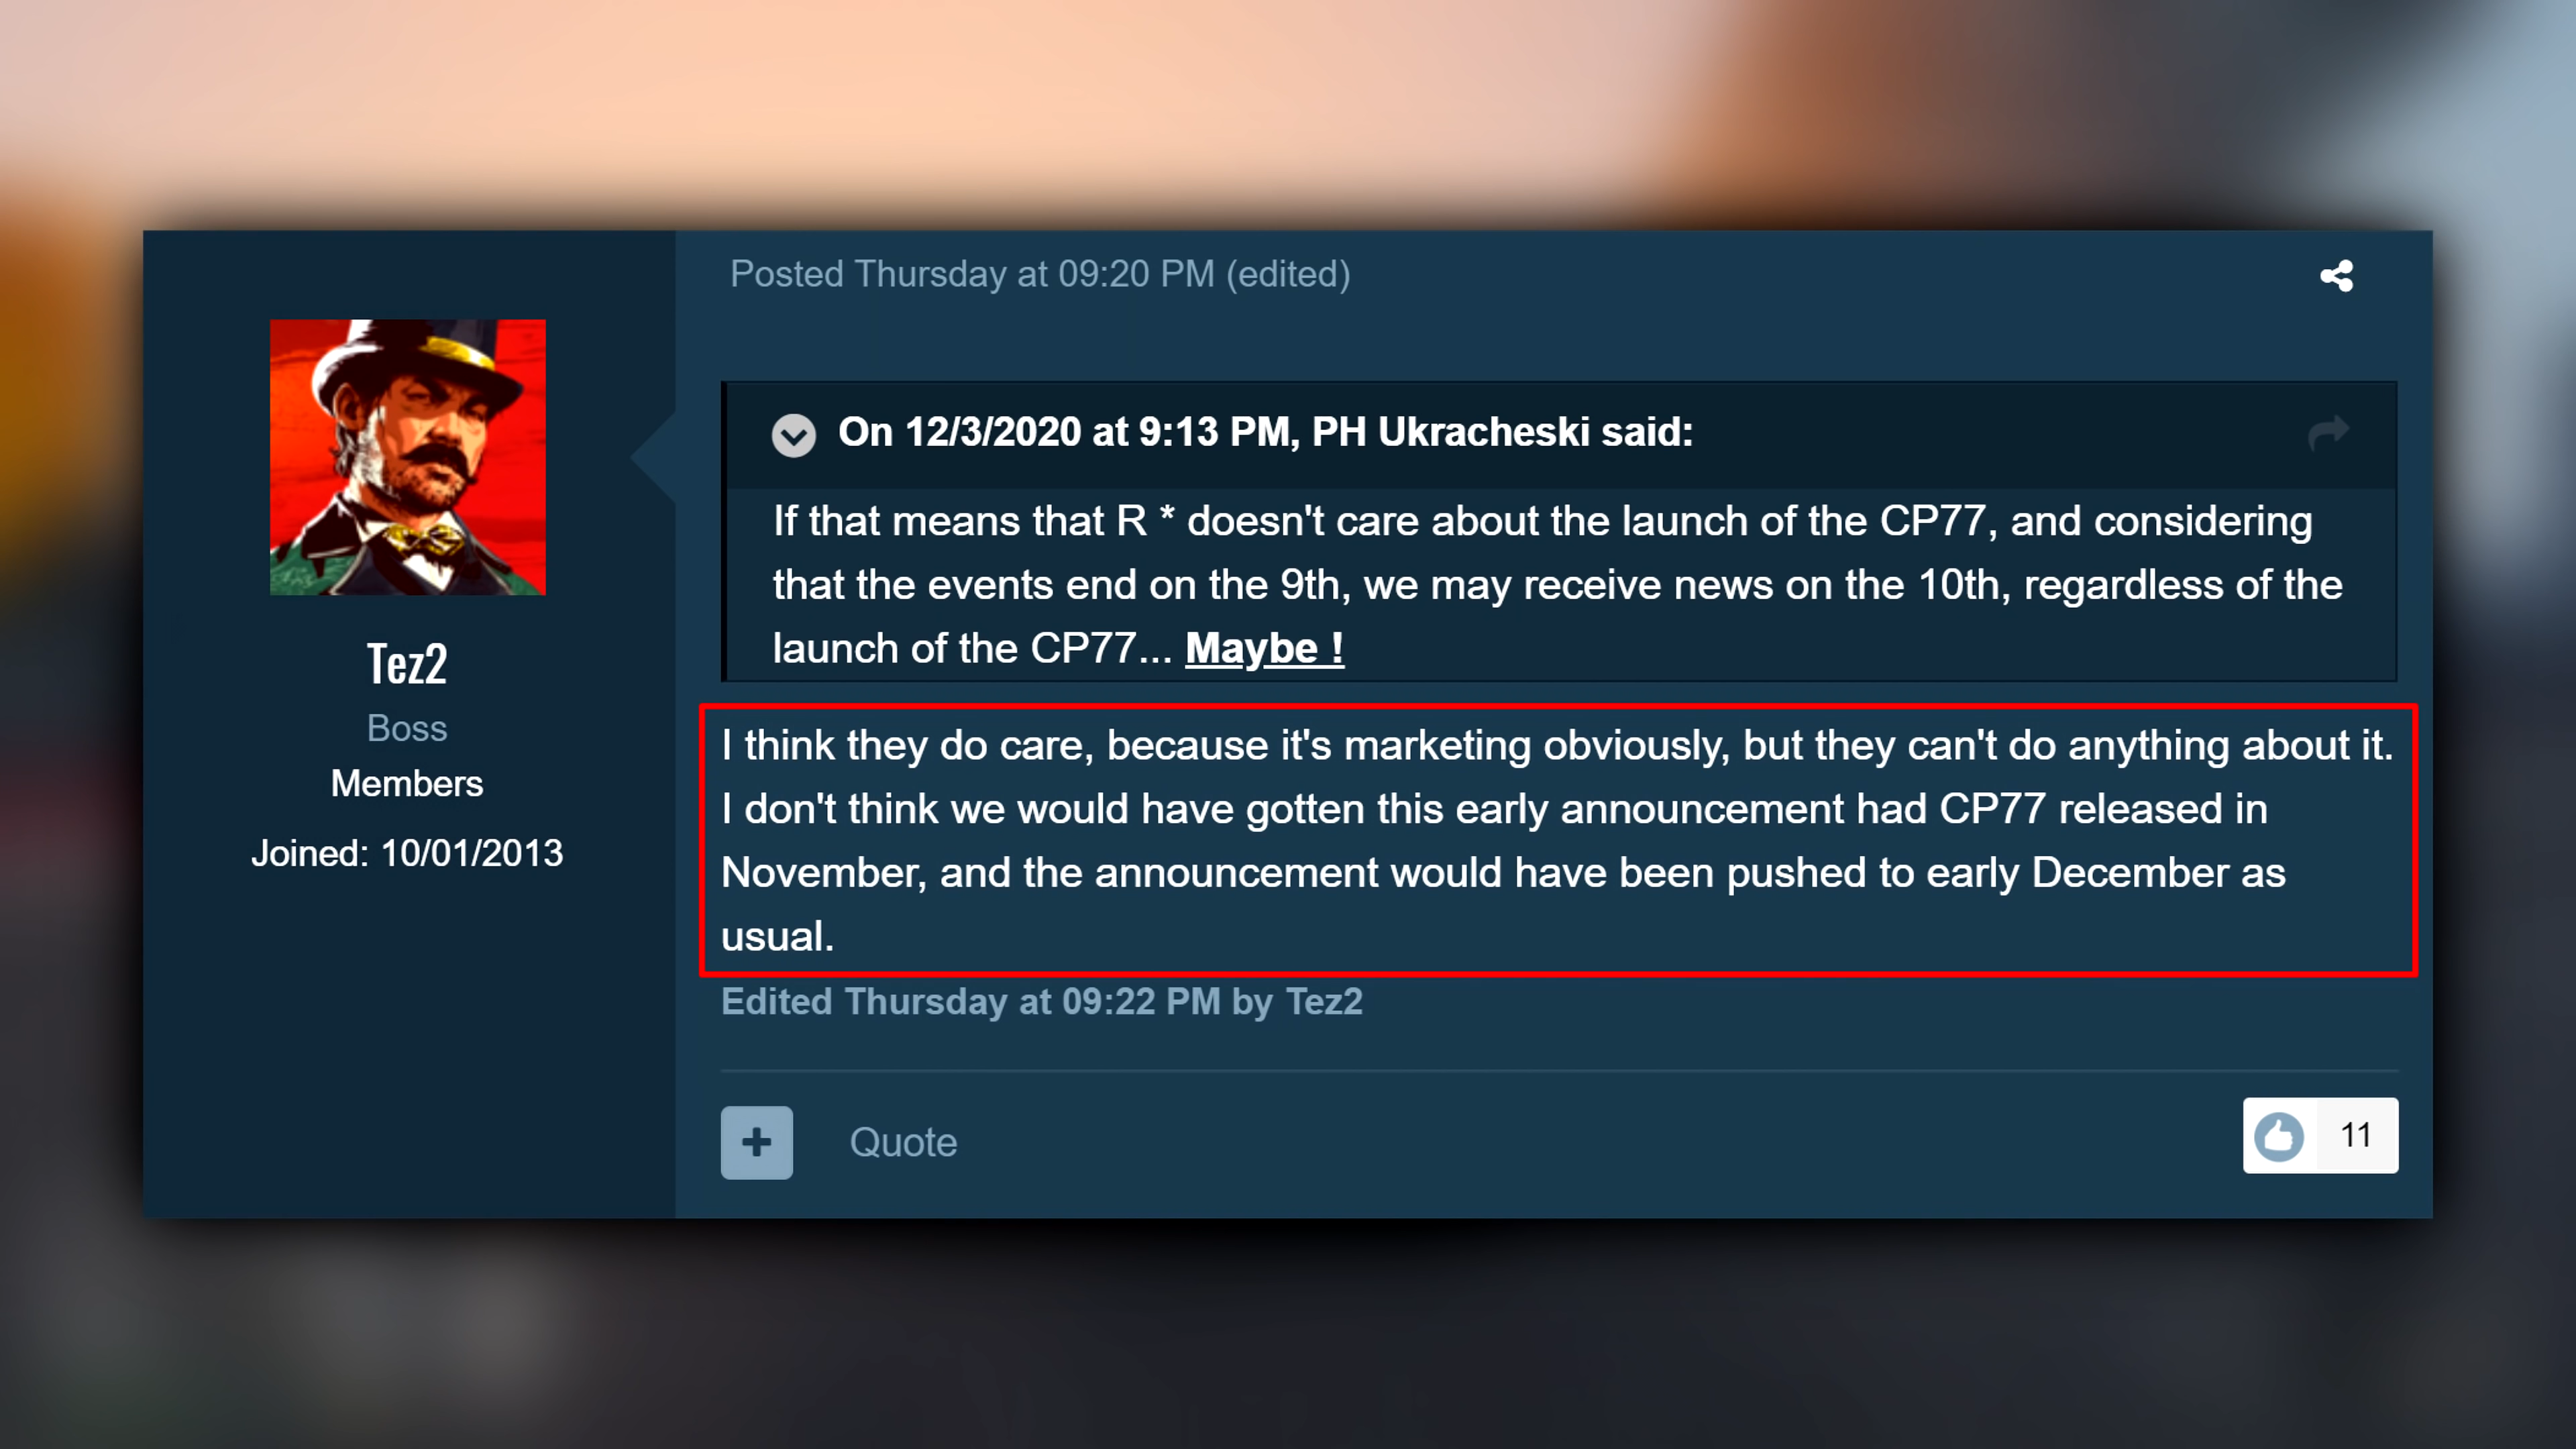 Posted Thursday at 09:20 PM (edited)
Tez2
Boss
Members
Joined: 10/01/2013
On 12/3/2020 at 9:13 PM, PH Ukracheski said:
If that means that R * doesn't care about the launch of the CP77, and considering
that the events end on the 9th, we may receive news on the 10th, regardless of the
launch of the CP77... Maybe !
I think they do care, because it's marketing obviously, but they can't do anything about it.
I don't think we would have gotten this early announcement had CP77 released in
November, and the announcement would have been pushed to early December as
usual.
Edited Thursday at 09:22 PM by Tez2
+ Quote
11